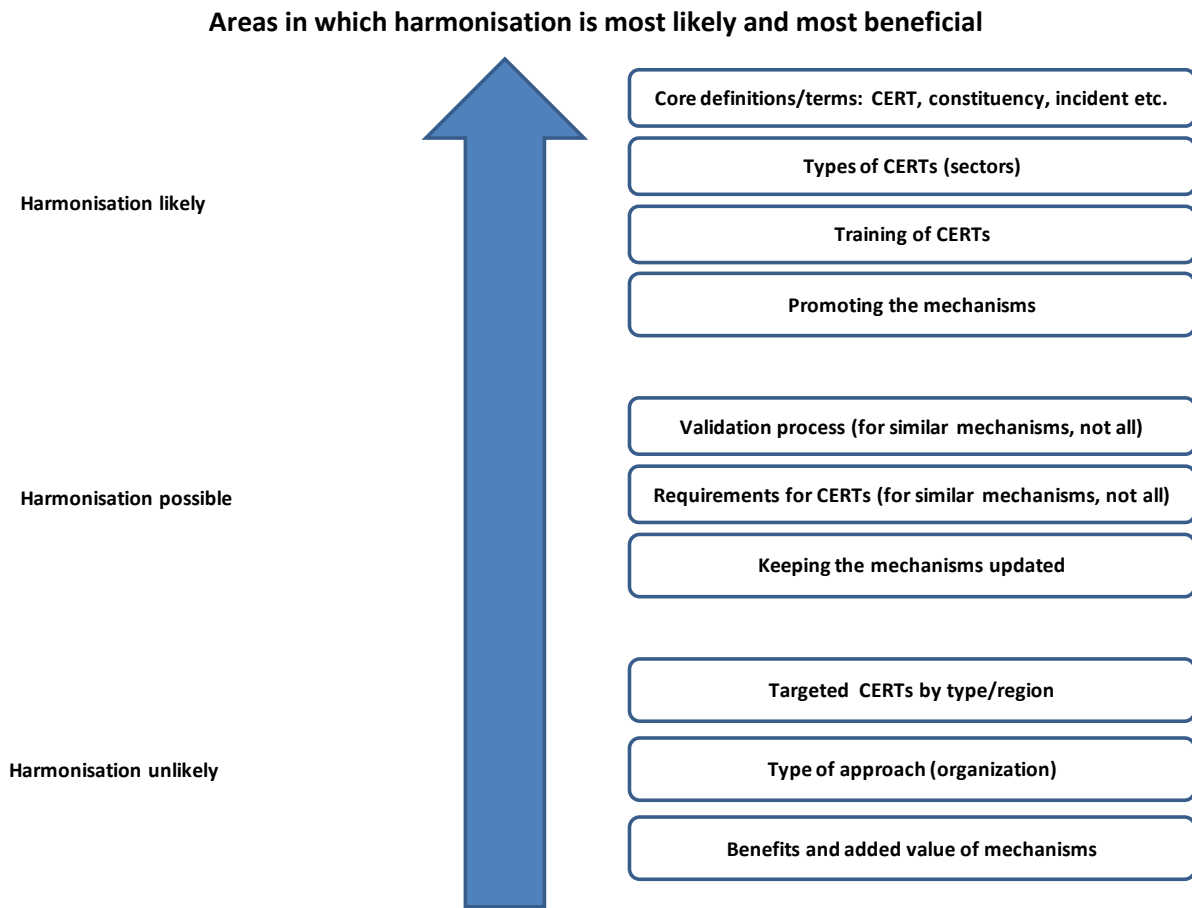 Areas in which harmonisation is most likely and most beneficial
Core definitions/terms: CERT, constituency, incident etc.
Types of CERTs (sectors)
Harmonisation likely
Training of CERTs
Promoting the mechanisms
Validation process (for similar mechanisms, not all)
Harmonisation possible
Requirements for CERTs (for similar mechanisms, not all)
Keeping the mechanisms updated
Targeted CERTs by type/region
Harmonisation unlikely
Type of approach (organization)
Benefits and added value of mechanisms